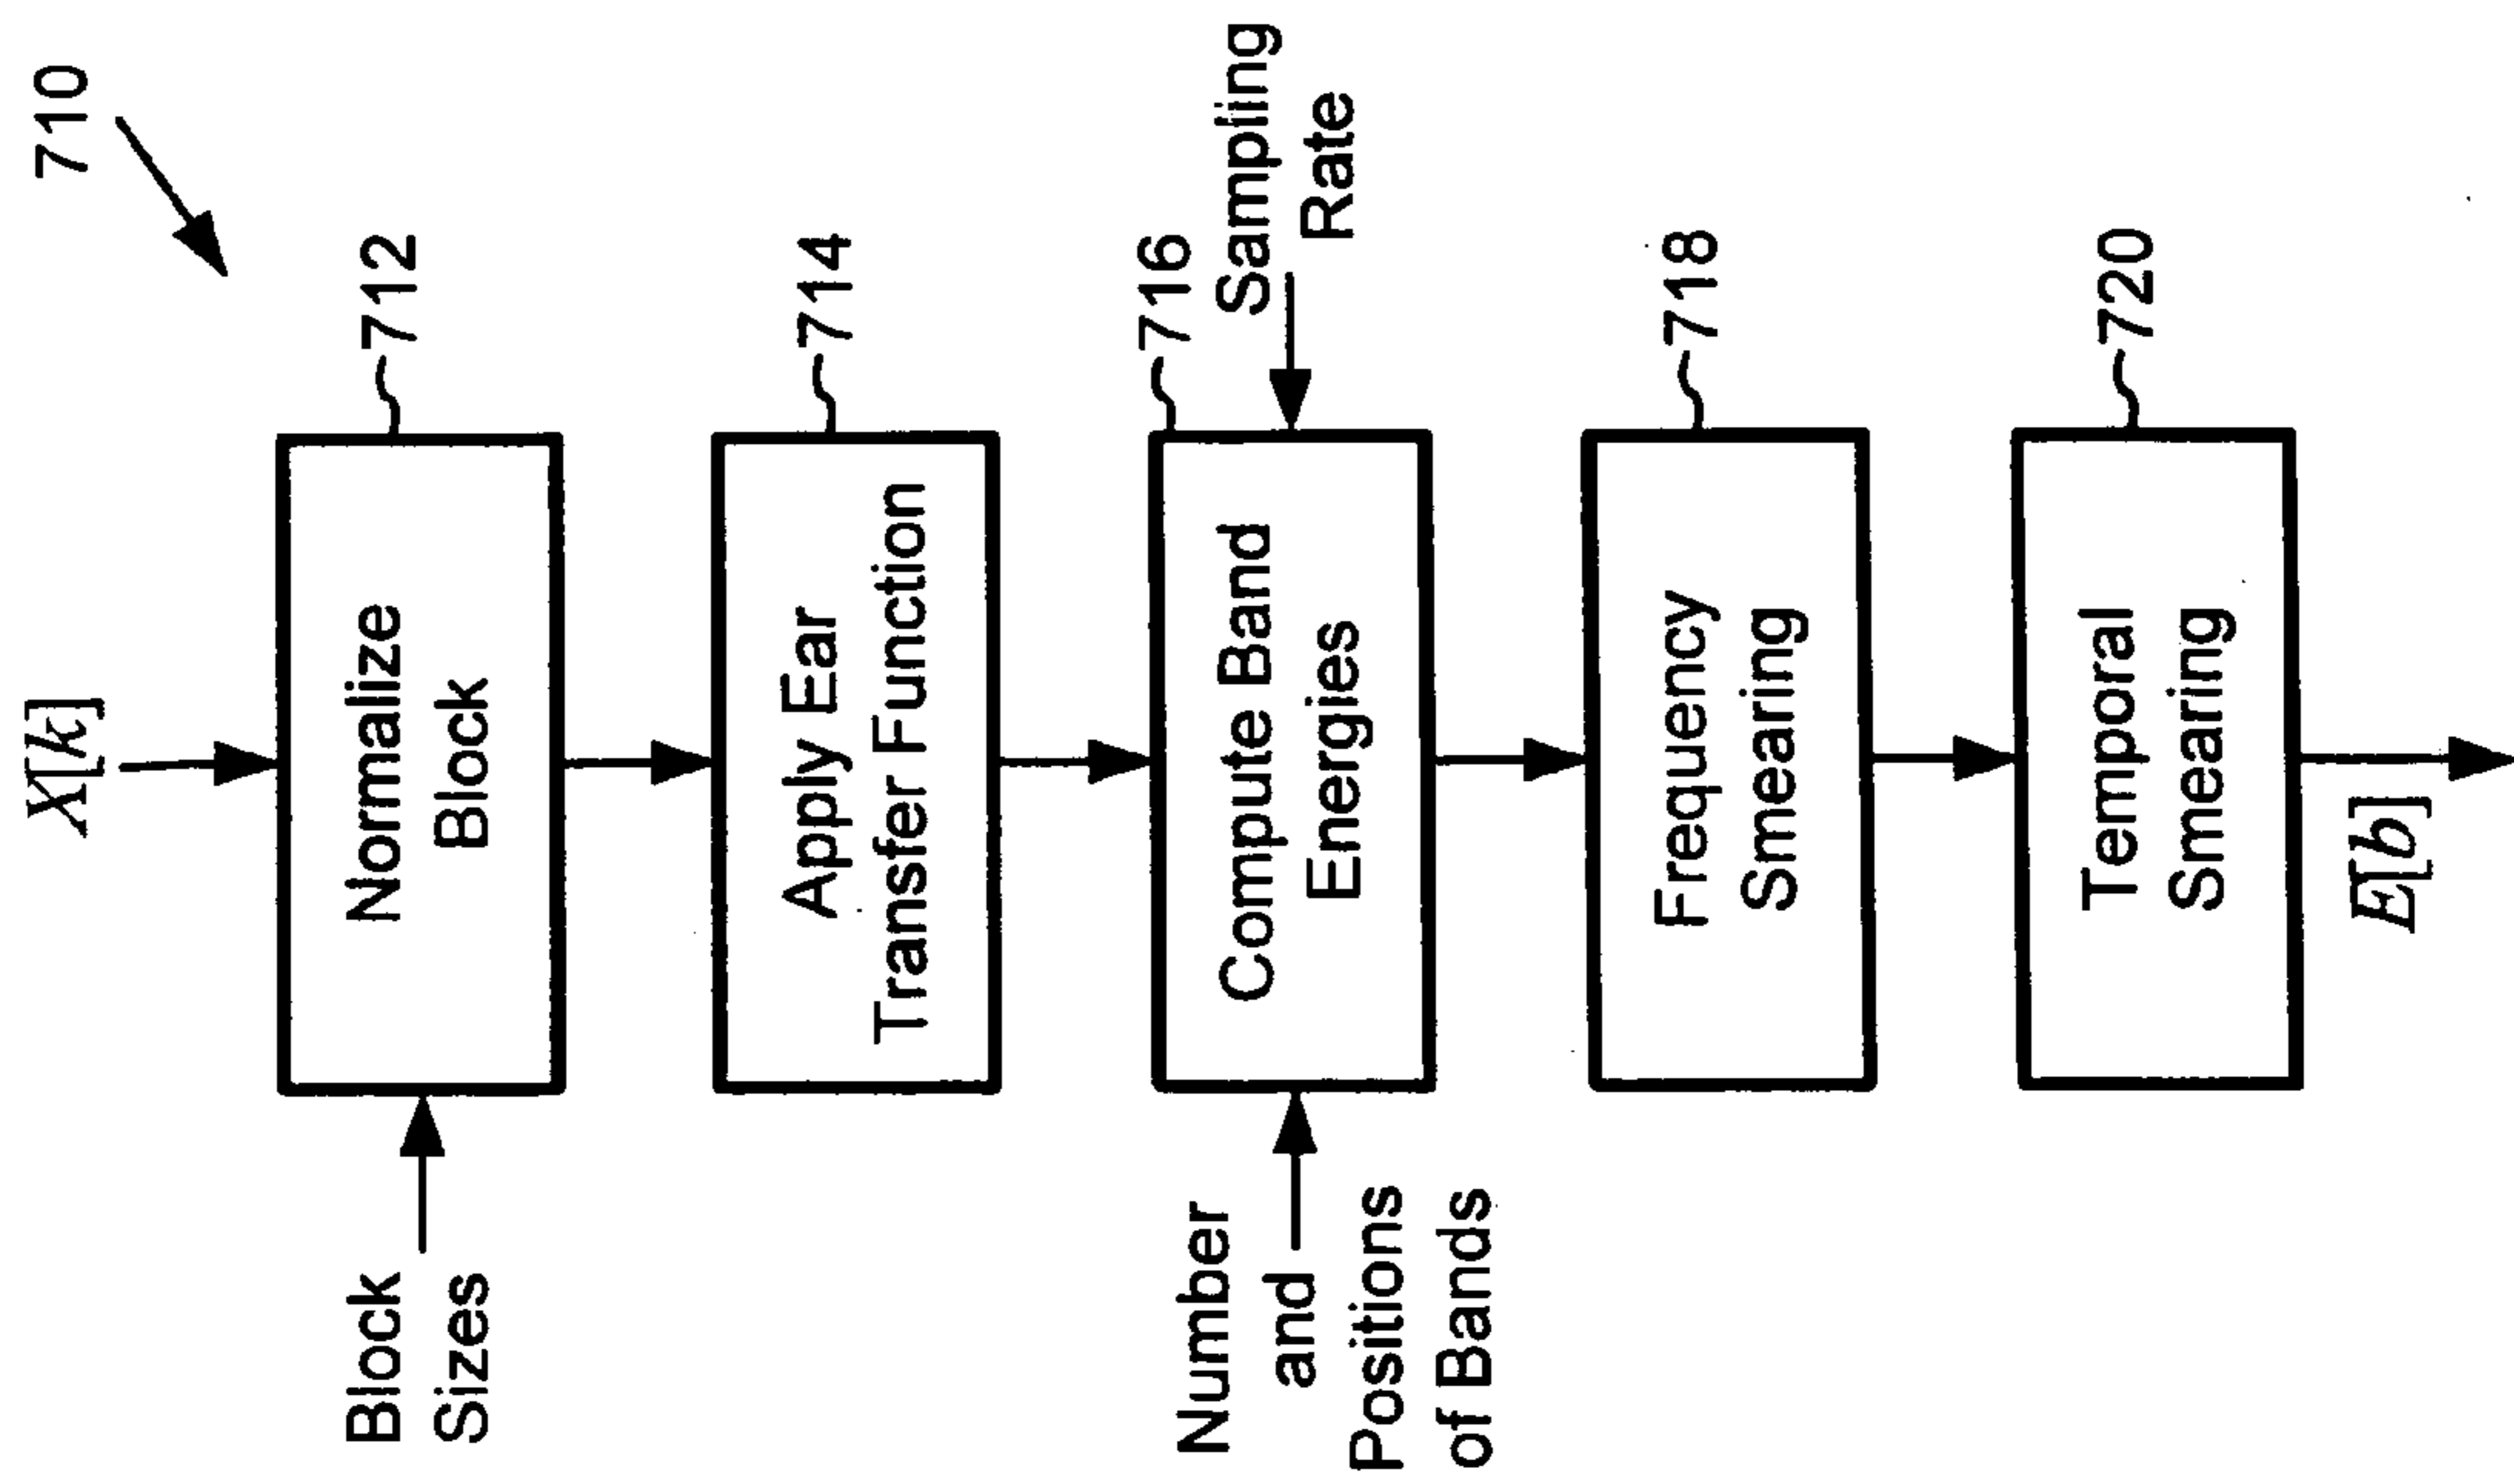 710
X[k]
Block
Sizes
Normalize
Block
712
Apply Ear
Transfer Function
714
Number
and
Positions
of Bands
Compute Band
Energies
716
Sampling
Rate
Frequency
Smearing
718
Temporal
Smearing
720
E[b]